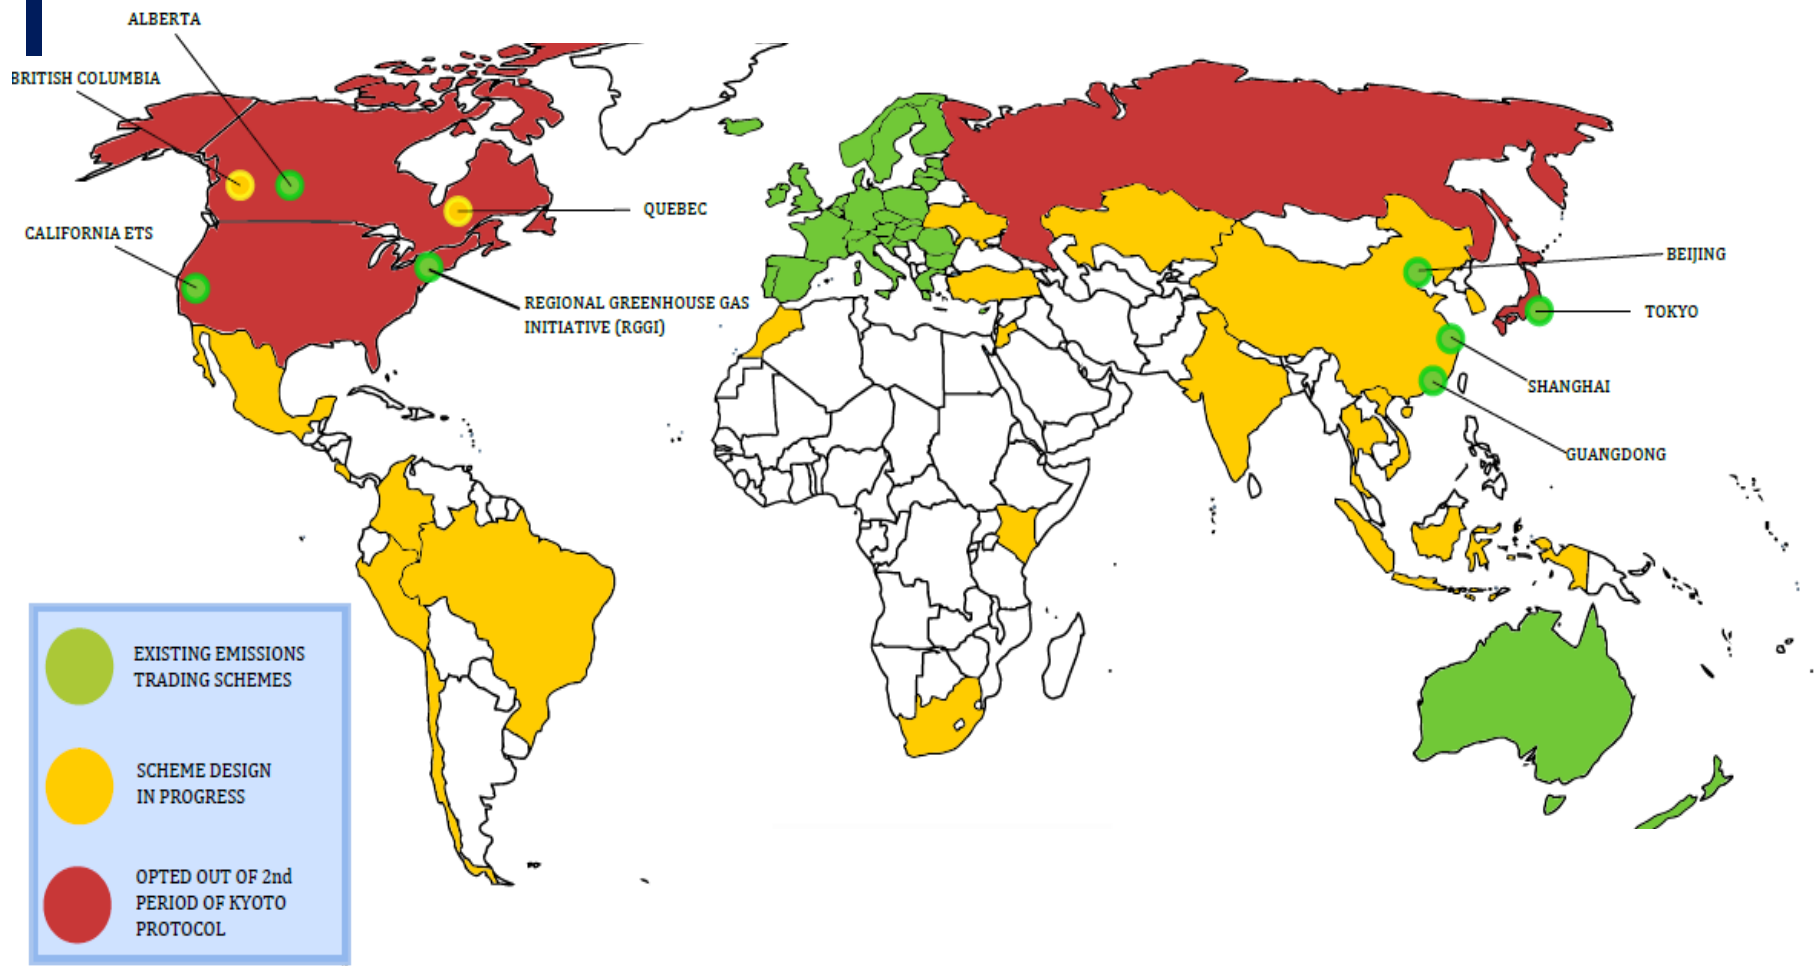 ALBERTA
BRITISH COLUMBIA
CALIFORNIA ETS
QUEBEC
REGIONAL GREENHOUSE GAS
INITIATIVE (RGGI)
BEIJING
TOKYO
SHANGHAI
GUANGDONG
EXISTING EMISSIONS
TRADING SCHEMES
SCHEME DESIGN
IN PROGRESS
OPTED OUT OF 2nd
PERIOD OF KYOTO
PROTOCOL